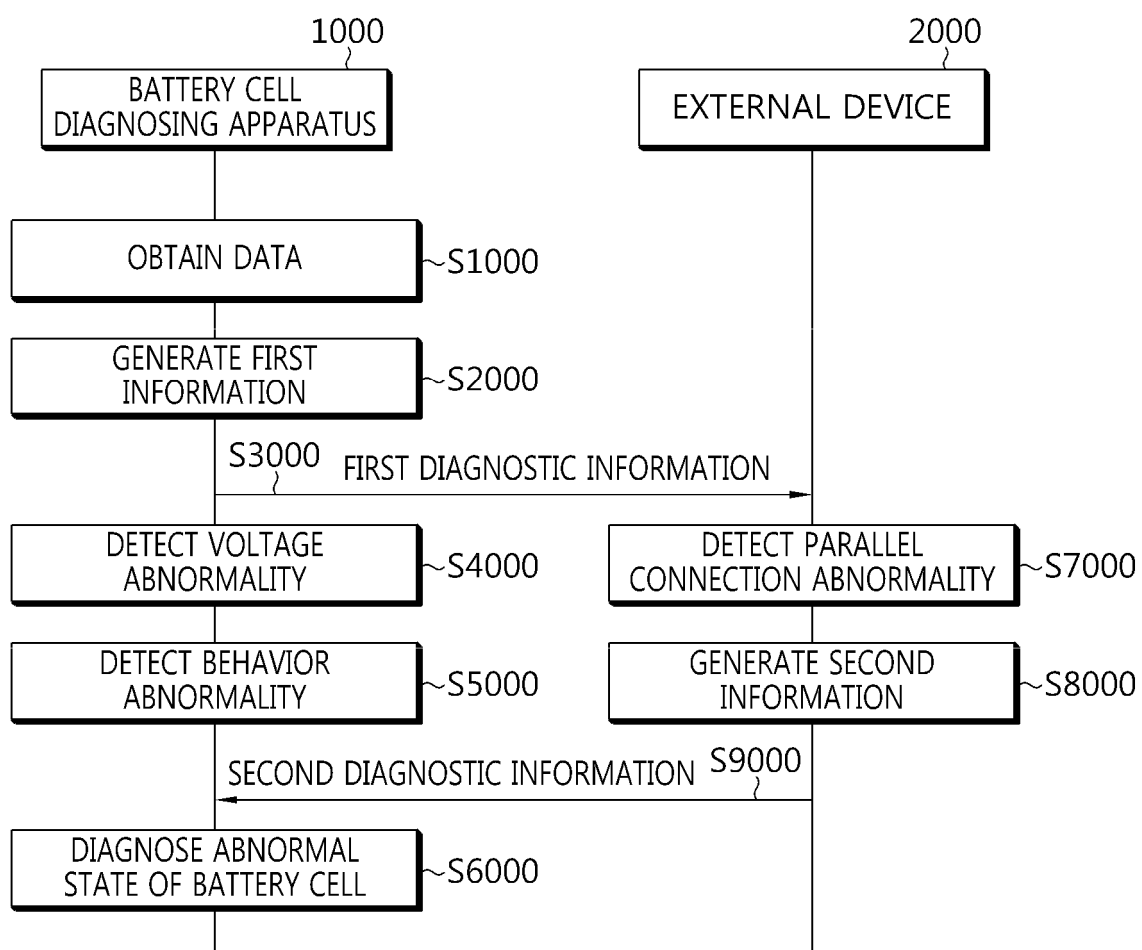 1000
2000
BATTERY CELL
DIAGNOSING APPARATUS
EXTERNAL DEVICE
OBTAIN DATA
S1000
GENERATE FIRST
INFORMATION
S2000
S3000
FIRST DIAGNOSTIC INFORMATION
DETECT VOLTAGE
ABNORMALITY
S4000
DETECT PARALLEL
CONNECTION ABNORMALITY
S7000
DETECT BEHAVIOR
ABNORMALITY
S5000
GENERATE SECOND
INFORMATION
S8000
SECOND DIAGNOSTIC INFORMATION
S9000
DIAGNOSE ABNORMAL
STATE OF BATTERY CELL
S6000